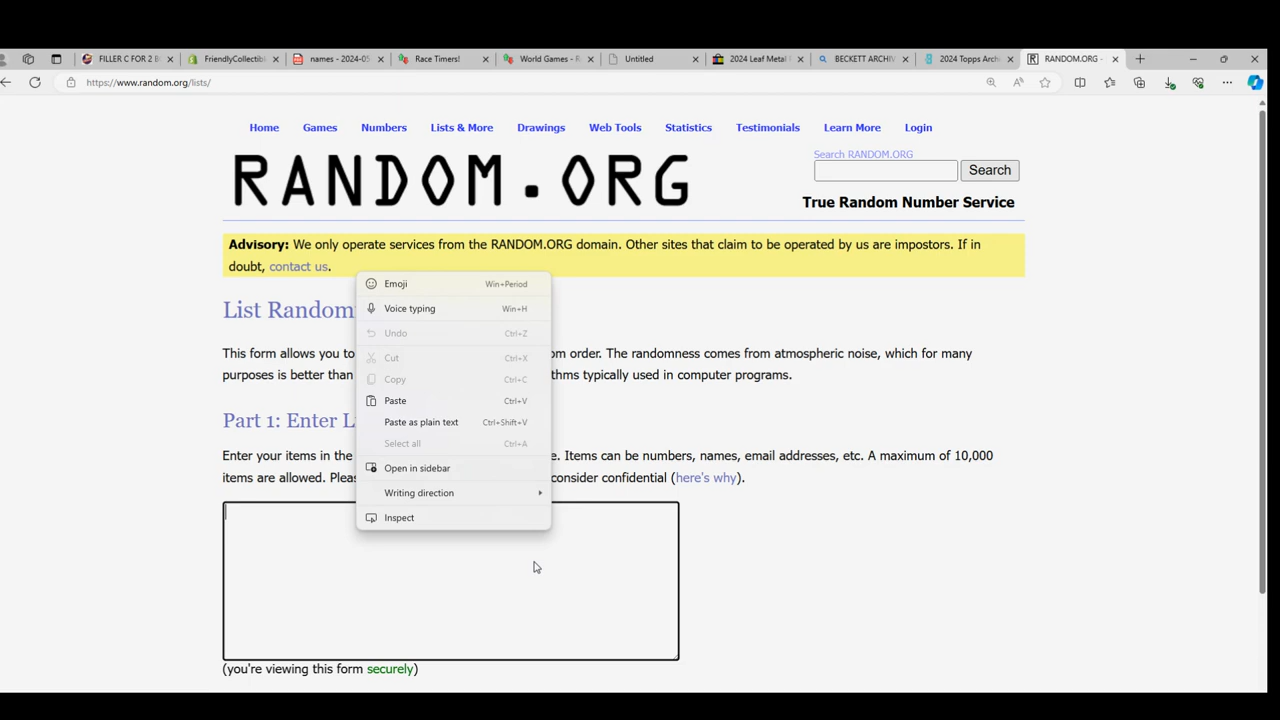 FILLER C FOR 2 B
FriendlyCollectib
names - 2024-05
Race Timers!
World Games - R
Untitled
2024 Leaf Metal
BECKETT ARCHIV
2024 Topps Arch
RANDOM.ORG -
https://www.random.org/lists/
Home Games Numbers Lists & More Drawings Web Tools Statistics Testimonials Learn More Login
RANDOM.ORG
Search RANDOM.ORG
Search
True Random Number Service
Advisory: We only operate services from the RANDOM.ORG domain. Other sites that claim to be operated by us are impostors. If in
doubt, contact us.
Emoji Win+Period
List Random
Voice typing Win+H
Undo Ctrl+Z
This form allows you to om order. The randomness comes from atmospheric noise, which for many
Cut Ctrl+X
purposes is better than thms typically used in computer programs.
Copy Ctrl+C
Paste Ctrl+V
Part 1: Enter L
Paste as plain text Ctrl+Shift+V
Select all Ctrl+A
Enter your items in the e. Items can be numbers, names, email addresses, etc. A maximum of 10,000
Open in sidebar
items are allowed. Pleas consider confidential (here's why).
Writing direction
Inspect
(you're viewing this form securely)